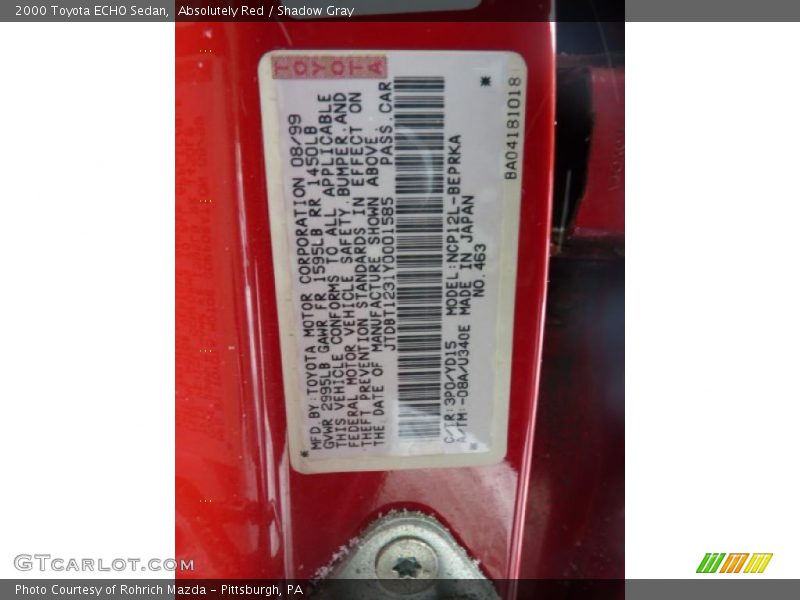 2000 Toyota ECHO Sedan,  Absolutely Red / Shadow Gray
TOYOTA
*MFD.BY:TOYOTA MOTOR CORPORATION 08/99
GVWR 2995LB GAWR FR 1595LB RR 1450LB
THIS VEHICLE CONFORMS TO ALL APPLICABLE
FEDERAL MOTOR VEHICLE SAFETY,BUMPER,AND
THEFT PREVENTION STANDARDS IN EFFECT ON
THE DATE OF MANUFACTURE SHOWN ABOVE.
JTDBT1231Y0001585 PASS.CAR
C/TR:3P0/YD15 MODEL:NCP12L-BEPRKA
A/TM:-08A/U340E MADE IN JAPAN
* NO.463 *
BA04181018
GTCARLOT.COM
Photo Courtesy of Rohrich Mazda - Pittsburgh, PA